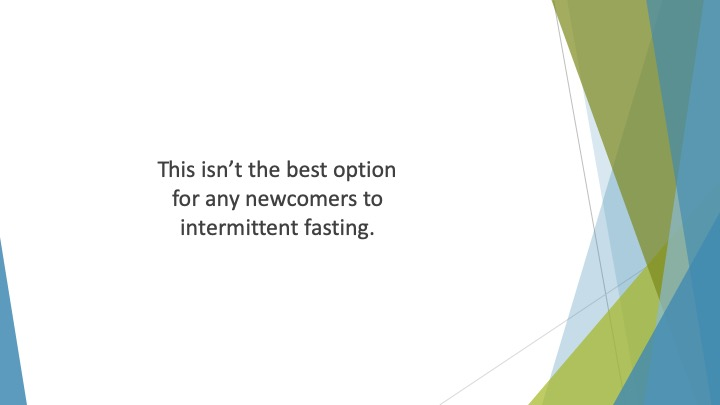 This isn’t the best option
for any newcomers to
intermittent fasting.